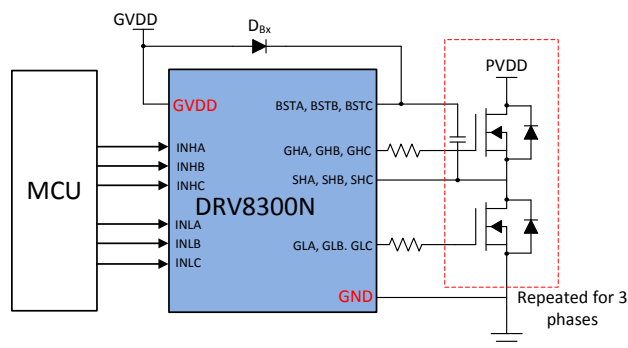 GVDD
DBx
PVDD
MCU
GVDD
BSTA, BSTB, BSTC
INHA
GHA, GHB, GHC
INHB
INHC
SHA, SHB, SHC
DRV8300N
INLA
INLB
GLA, GLB. GLC
INLC
GND
Repeated for 3
phases